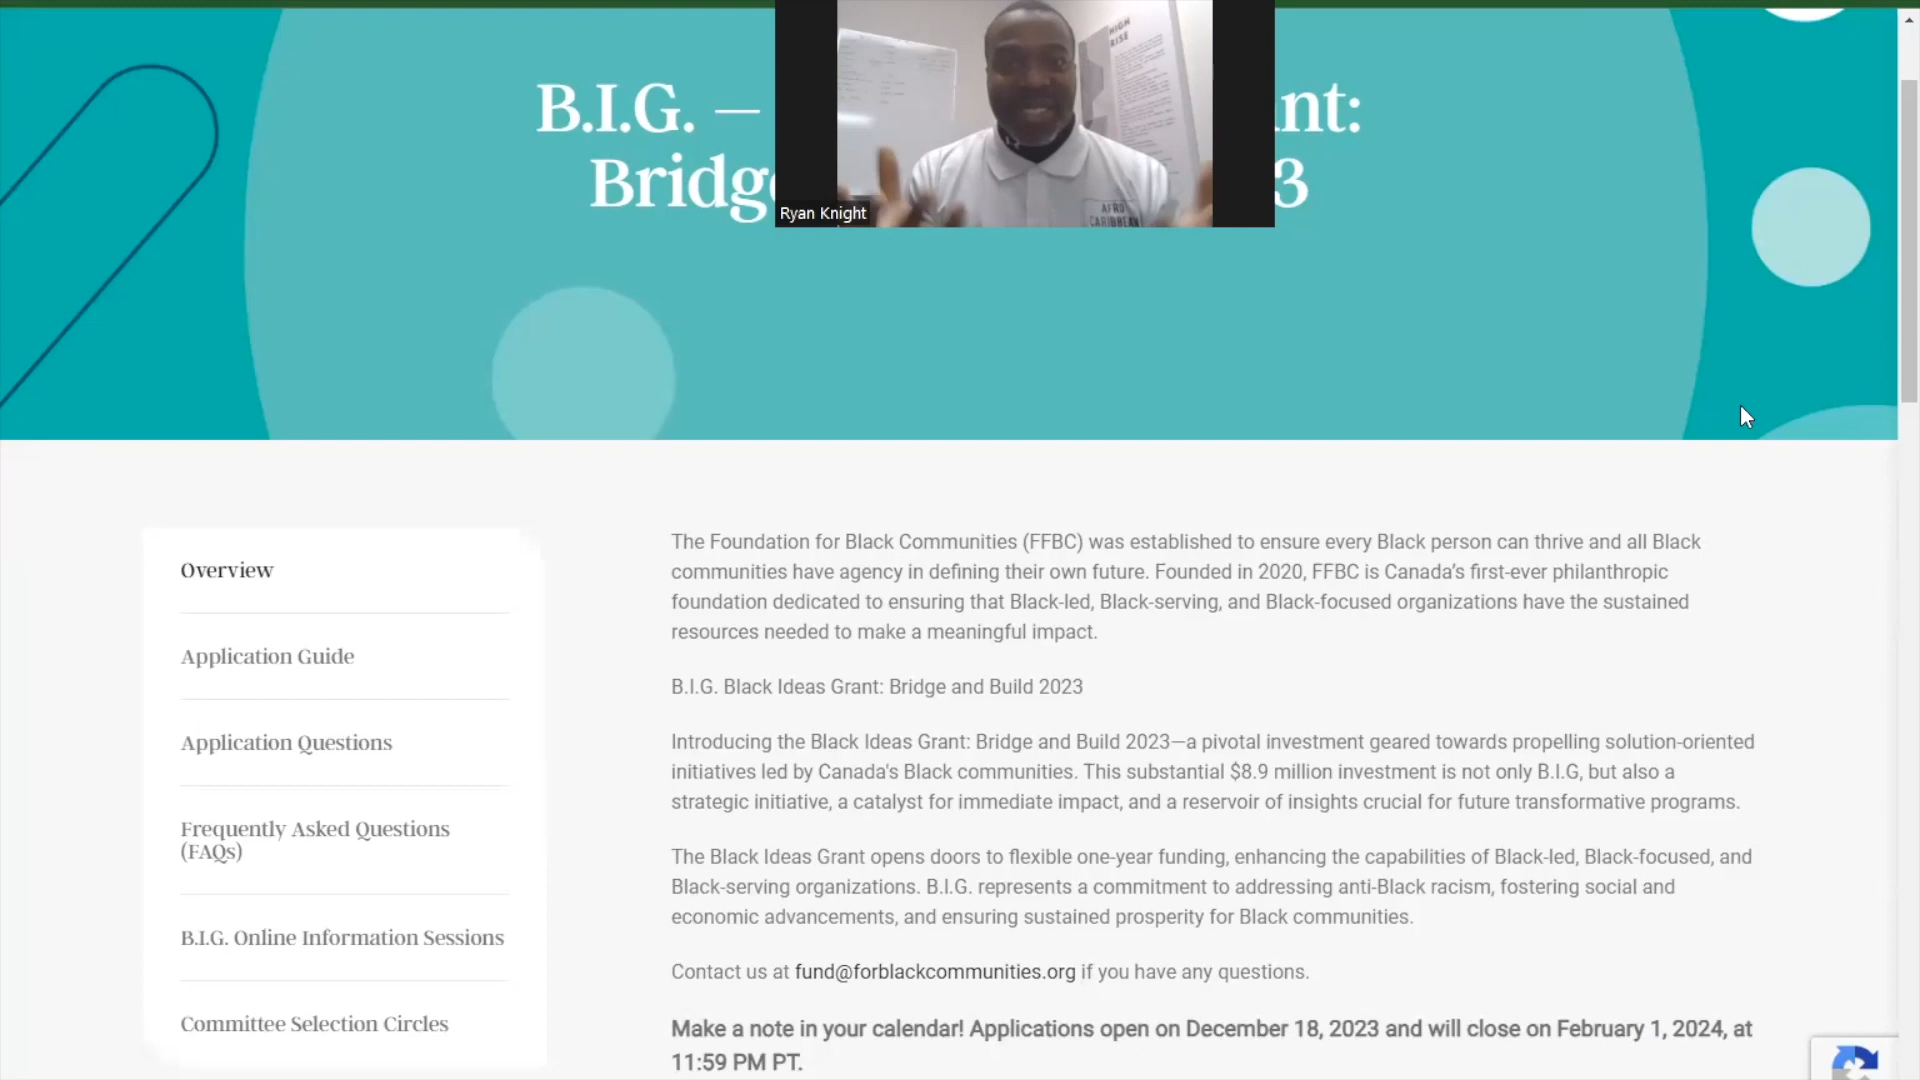 B.I.G. — nt:
Bridg 3
HIGH
RISE
Ryan Knight
AFRO
CARIBBEAN
Overview
Application Guide
Application Questions
Frequently Asked Questions
(FAQs)
B.I.G. Online Information Sessions
Committee Selection Circles
The Foundation for Black Communities (FFBC) was established to ensure every Black person can thrive and all Black
communities have agency in defining their own future. Founded in 2020, FFBC is Canada's first-ever philanthropic
foundation dedicated to ensuring that Black-led, Black-serving, and Black-focused organizations have the sustained
resources needed to make a meaningful impact.
B.I.G. Black Ideas Grant: Bridge and Build 2023
Introducing the Black Ideas Grant: Bridge and Build 2023—a pivotal investment geared towards propelling solution-oriented
initiatives led by Canada's Black communities. This substantial $8.9 million investment is not only B.I.G, but also a
strategic initiative, a catalyst for immediate impact, and a reservoir of insights crucial for future transformative programs.
The Black Ideas Grant opens doors to flexible one-year funding, enhancing the capabilities of Black-led, Black-focused, and
Black-serving organizations. B.I.G. represents a commitment to addressing anti-Black racism, fostering social and
economic advancements, and ensuring sustained prosperity for Black communities.
Contact us at fund@forblackcommunities.org if you have any questions.
Make a note in your calendar! Applications open on December 18, 2023 and will close on February 1, 2024, at
11:59 PM PT.